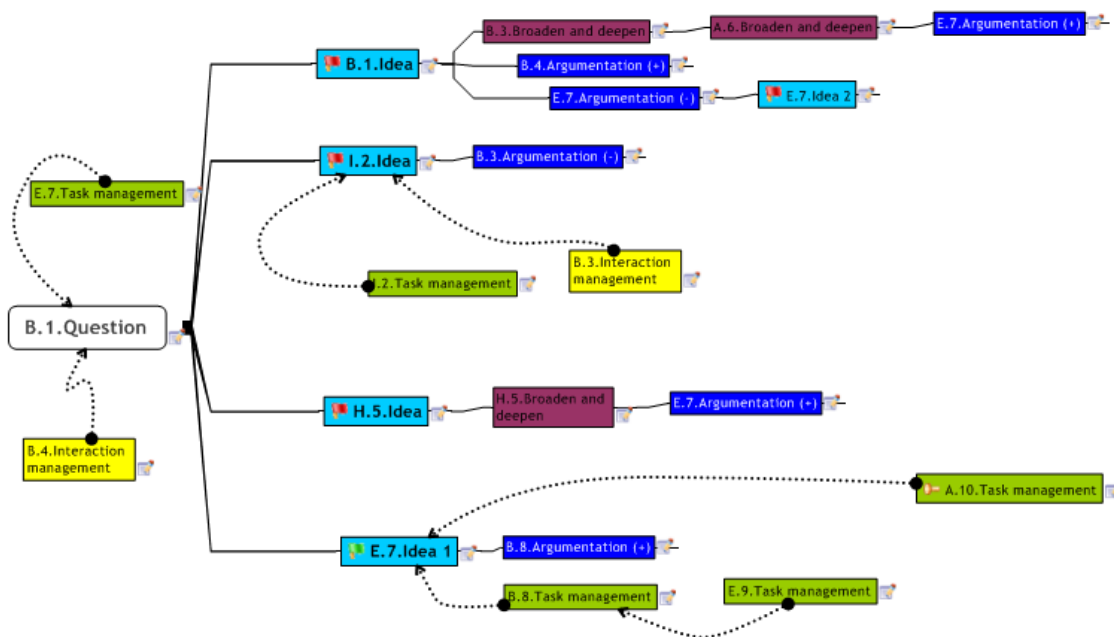 B.3.Broaden and deepen
A.6.Broaden and deepen
E.7.Argumentation (+)
B.1.Idea
B.4.Argumentation (+)
E.7.Argumentation (-)
E.7.Idea 2
I.2.Idea
B.3.Argumentation (-)
E.7.Task management
B.3.Interaction
management
I.2.Task management
B.1.Question
H.5.Idea
H.5.Broaden and
deepen
E.7.Argumentation (+)
B.4.Interaction
management
A.10.Task management
E.7.Idea 1
B.8.Argumentation (+)
B.8.Task management
E.9.Task management